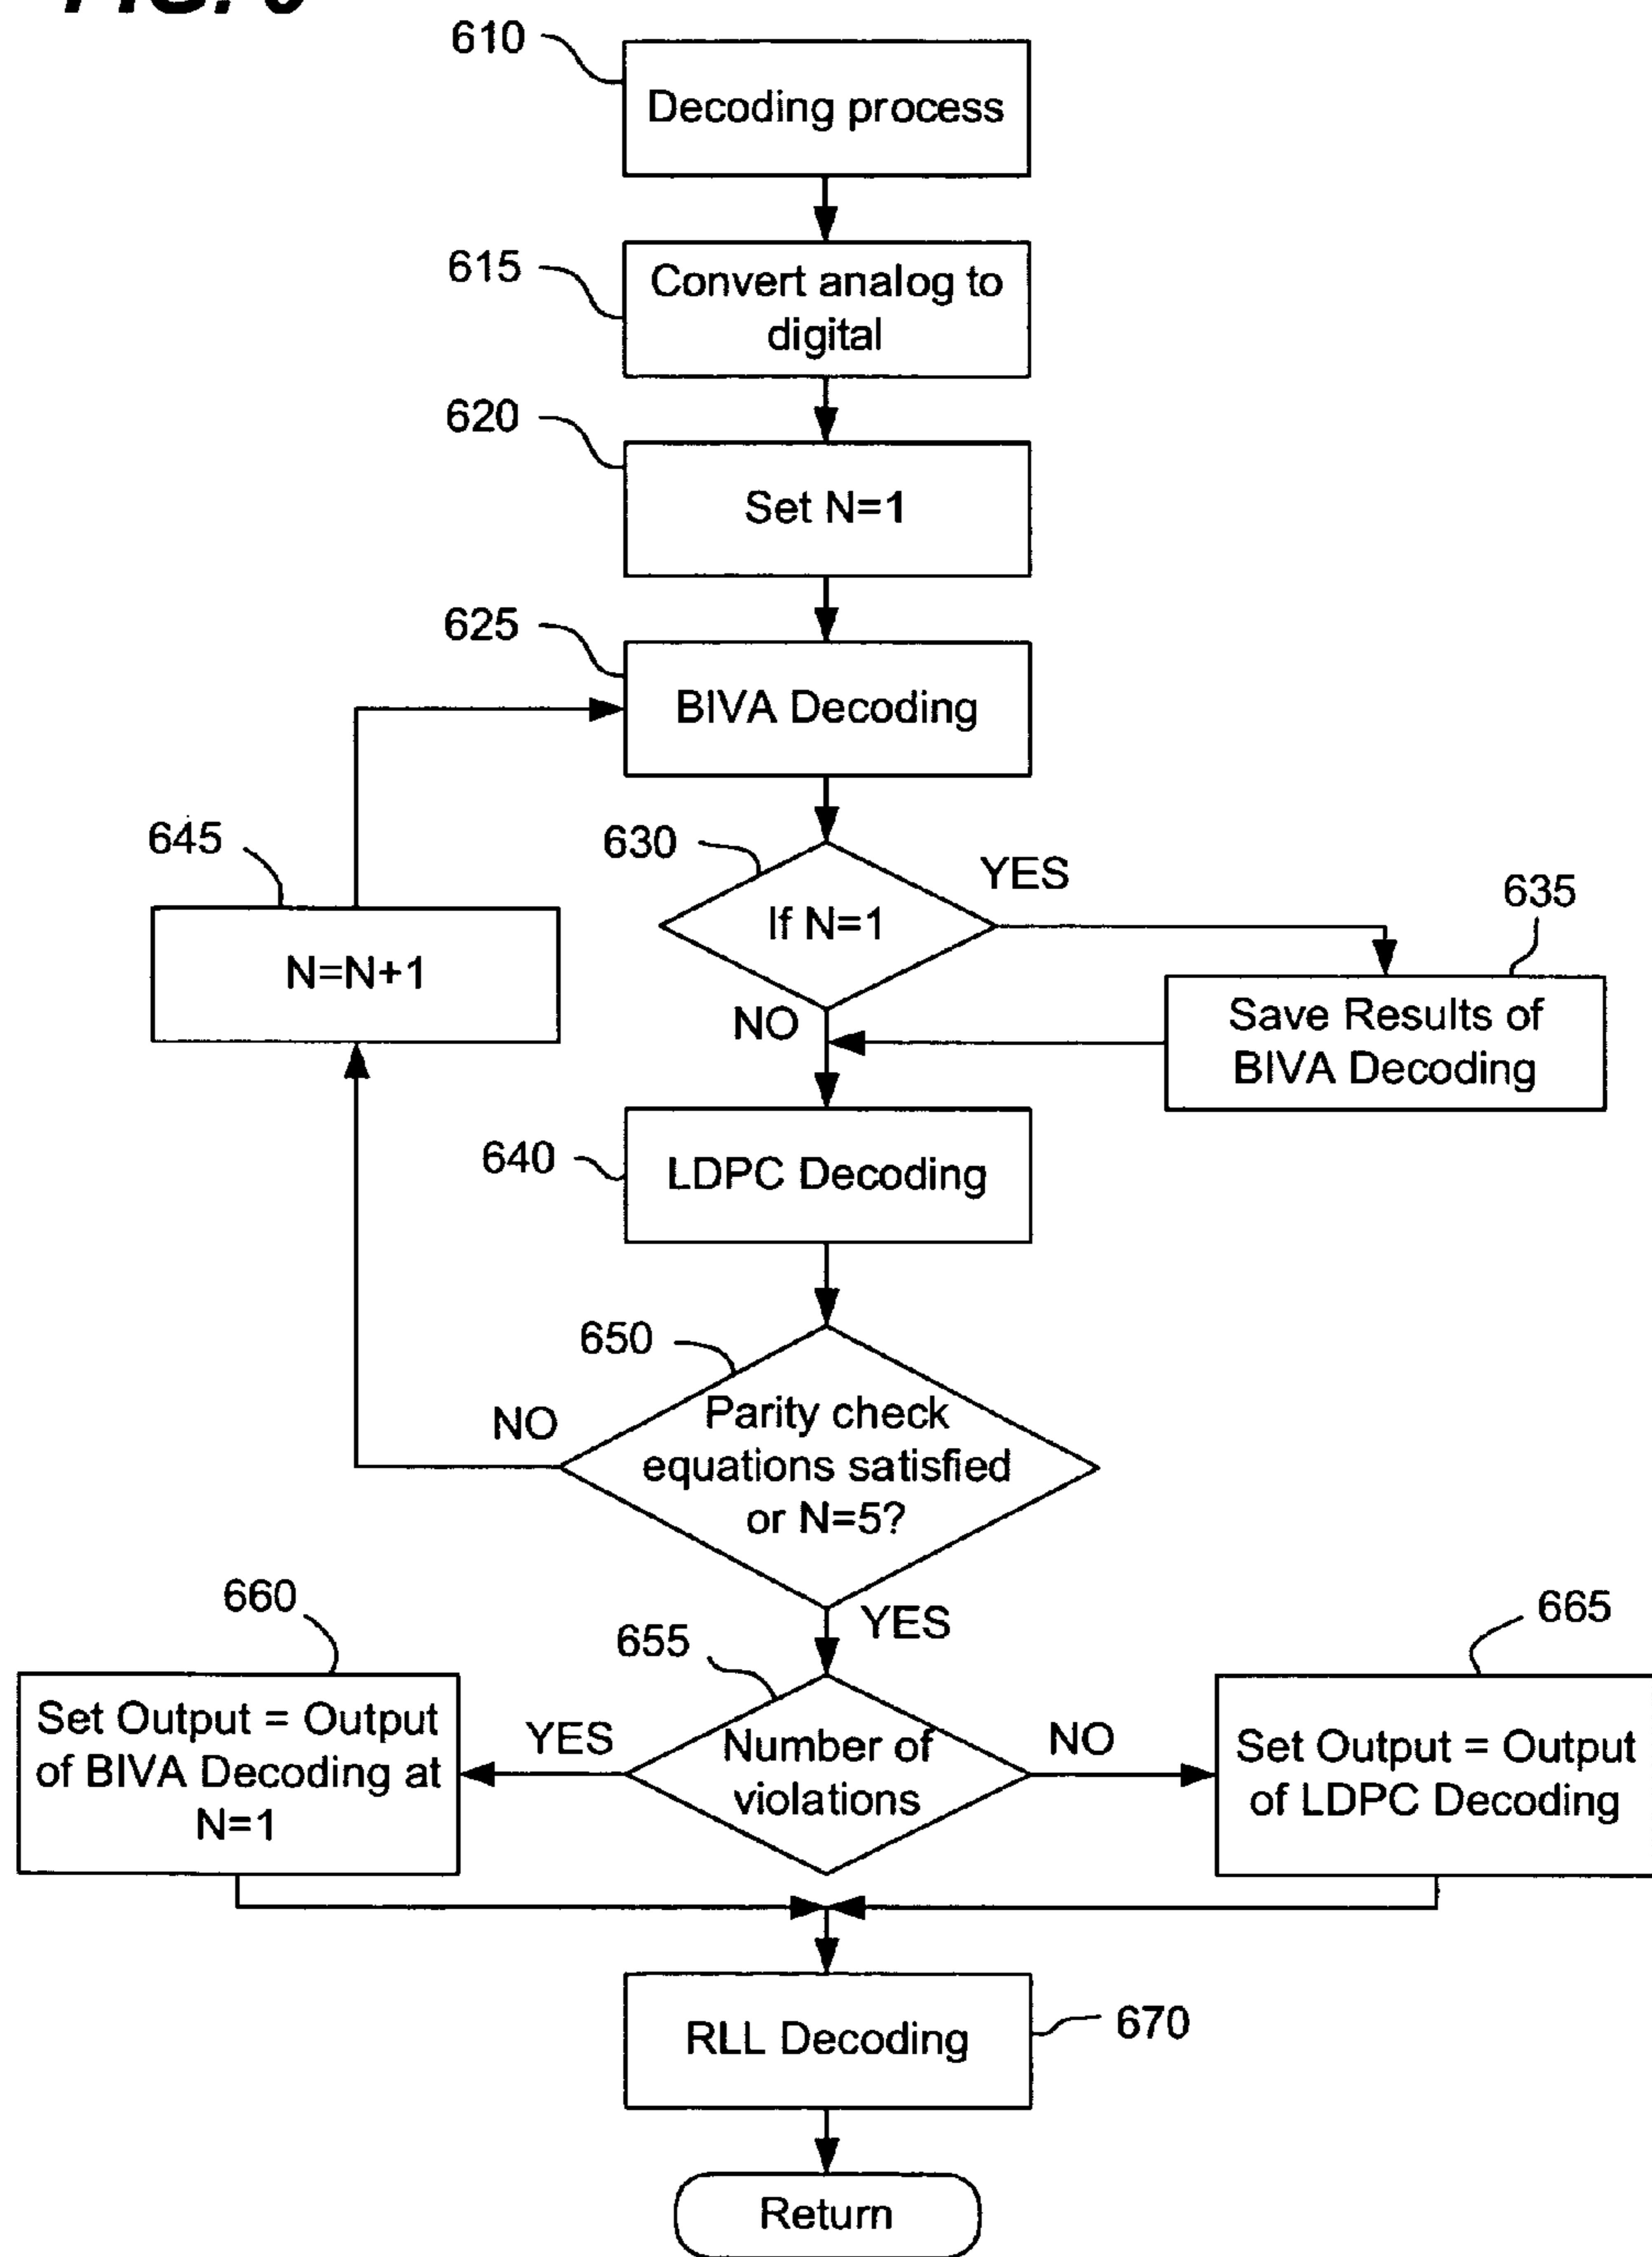 610
Decoding process
615
Convert analog to
digital
620
Set N=1
625
BIVA Decoding
645
630
YES
635
If N=1
N=N+1
Save Results of
BIVA Decoding
NO
640
LDPC Decoding
650
NO
Parity check
equations satisfied
or N=5?
660
YES
665
655
Set Output = Output
of BIVA Decoding at
N=1
YES
Number of
violations
NO
Set Output = Output
of LDPC Decoding
RLL Decoding
670
Return